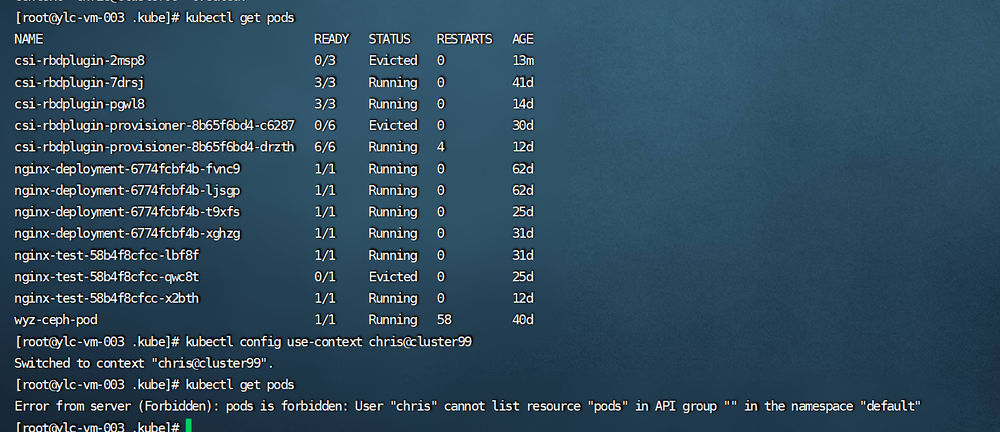 [root@ylc-vm-003 .kube]# kubectl get pods
NAME READY STATUS RESTARTS AGE
csi-rbdplugin-2msp8 0/3 Evicted 0 13m
csi-rbdplugin-7drsj 3/3 Running 0 41d
csi-rbdplugin-pgwl8 3/3 Running 0 14d
csi-rbdplugin-provisioner-8b65f6bd4-c6287 0/6 Evicted 0 30d
csi-rbdplugin-provisioner-8b65f6bd4-drzth 6/6 Running 4 12d
nginx-deployment-6774fcbf4b-fvnc9 1/1 Running 0 62d
nginx-deployment-6774fcbf4b-ljsgp 1/1 Running 0 62d
nginx-deployment-6774fcbf4b-t9xfs 1/1 Running 0 25d
nginx-deployment-6774fcbf4b-xghzg 1/1 Running 0 31d
nginx-test-58b4f8cfcc-lbf8f 1/1 Running 0 31d
nginx-test-58b4f8cfcc-qwc8t 0/1 Evicted 0 25d
nginx-test-58b4f8cfcc-x2bth 1/1 Running 0 12d
wyz-ceph-pod 1/1 Running 58 40d
[root@ylc-vm-003 .kube]# kubectl config use-context chris@cluster99
Switched to context "chris@cluster99".
[root@ylc-vm-003 .kube]# kubectl get pods
Error from server (Forbidden): pods is forbidden: User "chris" cannot list resource "pods" in API group "" in the namespace "default"
[root@ylc-vm-003 .kube]#